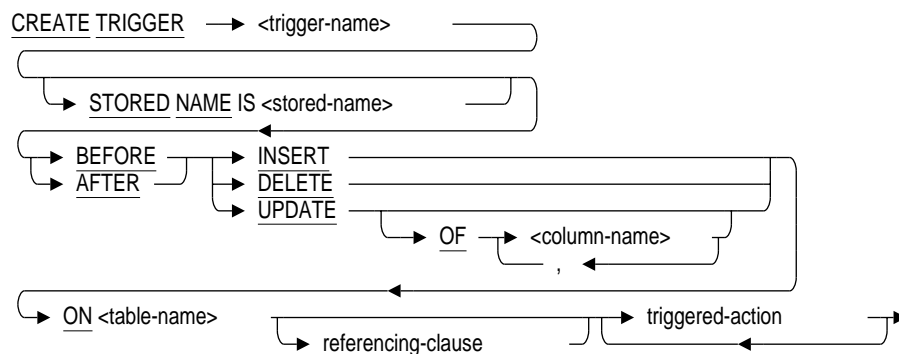 CREATE TRIGGER <trigger-name>
STORED NAME IS <stored-name>
BEFORE INSERT
AFTER DELETE
UPDATE
OF <column-name>
,
ON <table-name> triggered-action
referencing-clause